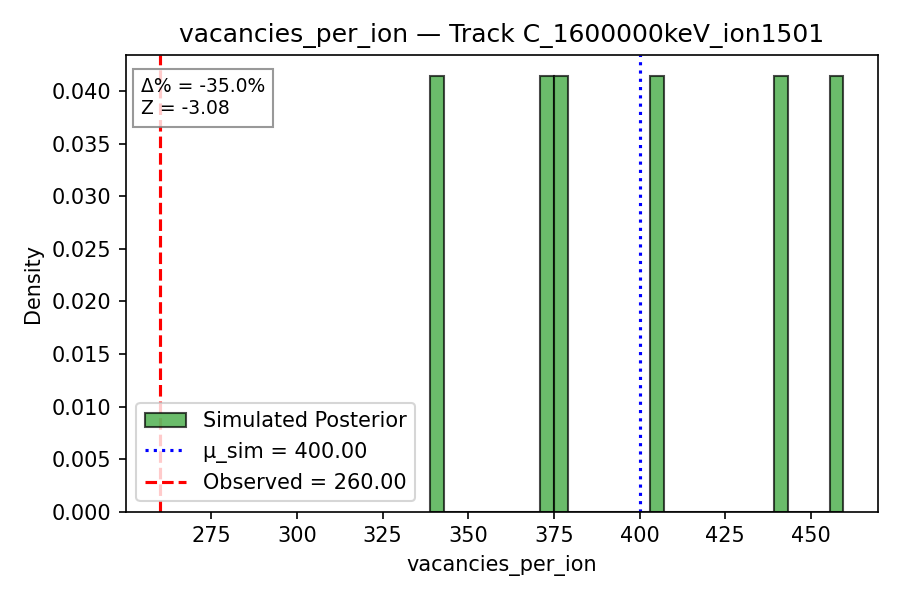 vacancies_per_ion — Track C_1600000keV_ion1501
Δ% = -35.0%
Z = -3.08
0.040
0.035
0.030
0.025
0.020
0.015
0.010
0.005
0.000
Density
Simulated Posterior
μ_sim = 400.00
Observed = 260.00
275 300 325 350 375 400 425 450
vacancies_per_ion